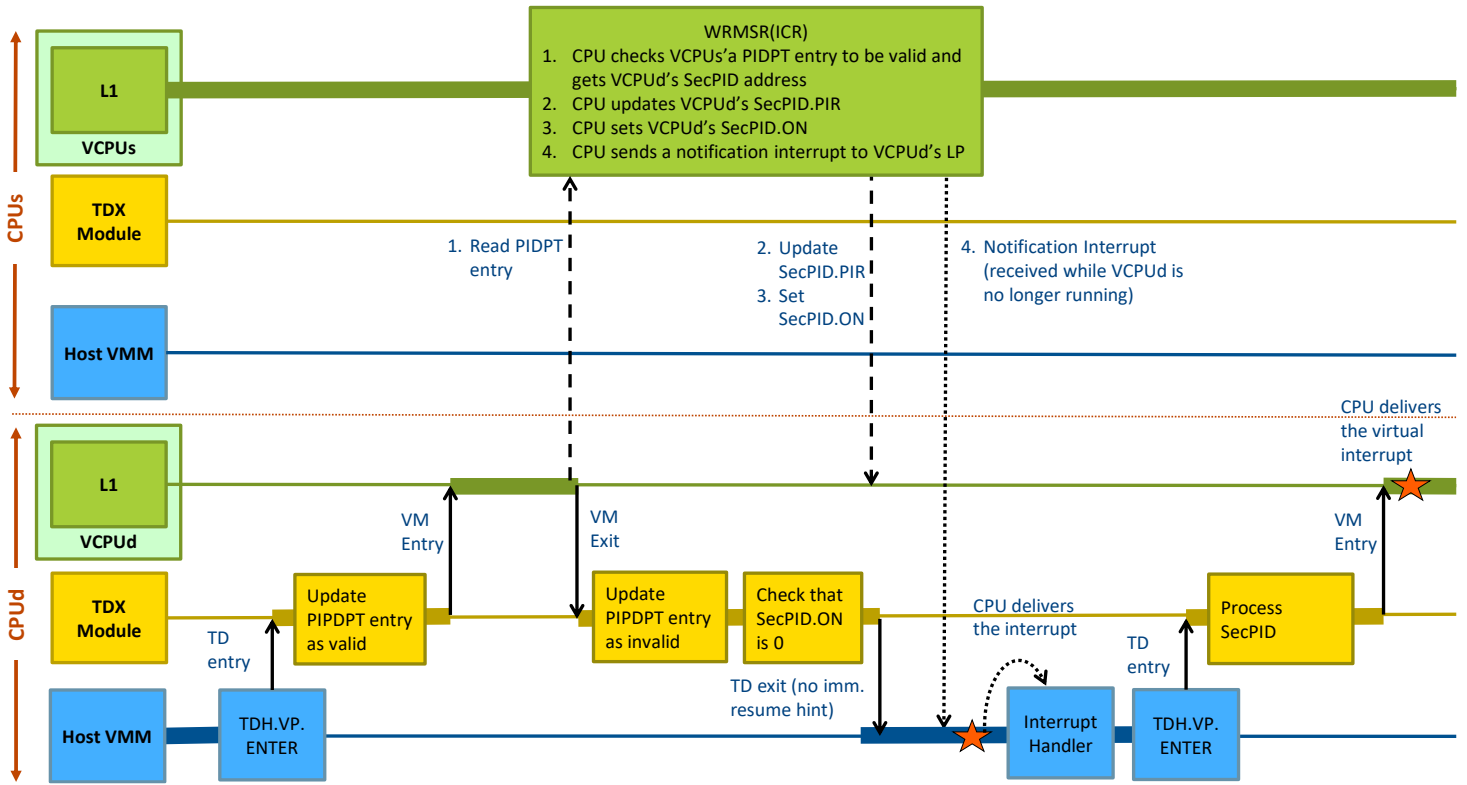 WRMSR(ICR)
1. CPU checks VCPUs'a PIDPT entry to be valid and
gets VCPUd's SecPID address
2. CPU updates VCPUd's SecPID.PIR
3. CPU sets VCPUd's SecPID.ON
4. CPU sends a notification interrupt to VCPUd's LP
CPUs
L1
VCPUs
TDX
Module
1. Read PIDPT
entry
2. Update
SecPID.PIR
3. Set
SecPID.ON
4. Notification Interrupt
(received while VCPUd is
no longer running)
Host VMM
CPU delivers
the virtual
interrupt
CPUd
L1
VCPUd
VM
Entry
VM
Exit
VM
Entry
TDX
Module
TD
entry
Update
PIPDPT entry
as valid
Update
PIPDPT entry
as invalid
Check that
SecPID.ON
is 0
CPU delivers
the interrupt
TD
entry
Process
SecPID
TD exit (no imm.
resume hint)
Host VMM
TDH.VP.
ENTER
Interrupt
Handler
TDH.VP.
ENTER